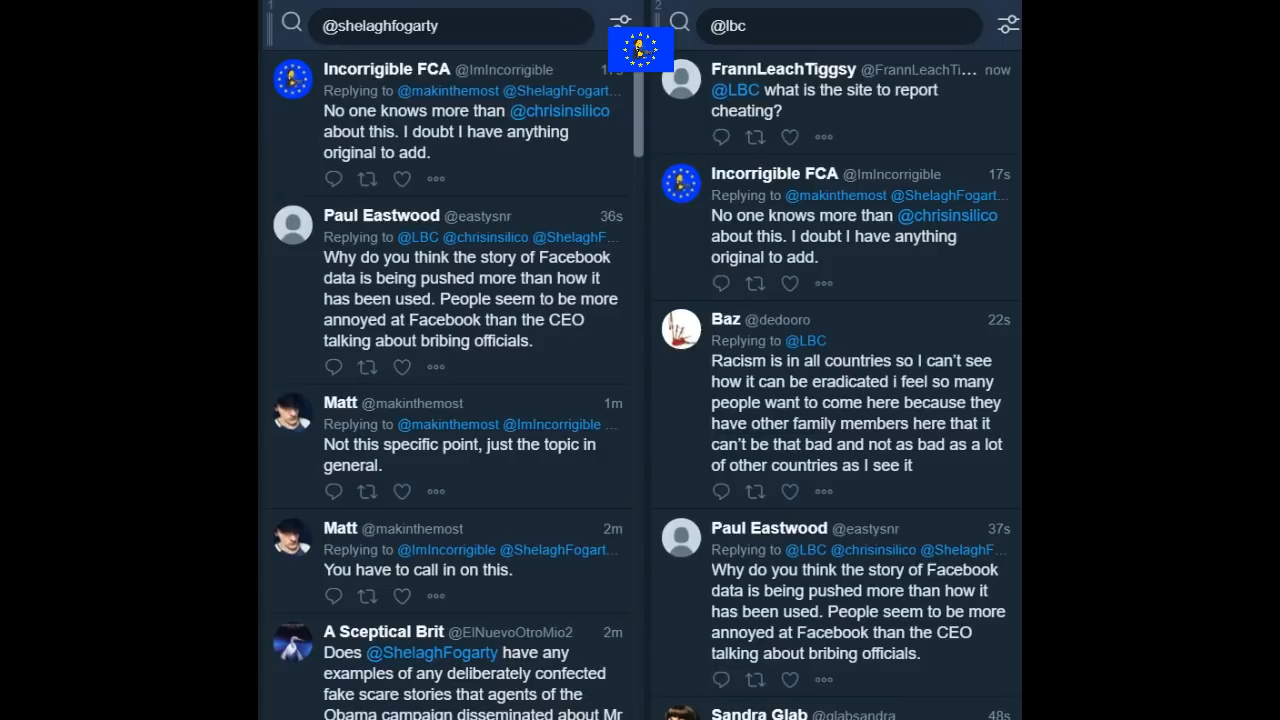 1
@shelaghfogarty
Incorrigible FCA @ImIncorrigible
Replying to @makinthemost @ShelaghFogart...
No one knows more than @chrisinsilico
about this. I doubt I have anything
original to add.
Paul Eastwood @eastysnr 36s
Replying to @LBC @chrisinsilico @ShelaghF...
Why do you think the story of Facebook
data is being pushed more than how it
has been used. People seem to be more
annoyed at Facebook than the CEO
talking about bribing officials.
Matt @makinthemost 1m
Replying to @makinthemost @ImIncorrigible ...
Not this specific point, just the topic in
general.
Matt @makinthemost 2m
Replying to @ImIncorrigible @ShelaghFogart...
You have to call in on this.
A Sceptical Brit @ElNuevoOtroMio2 2m
Does @ShelaghFogarty have any
examples of any deliberately confected
fake scare stories that agents of the
Obama campaign disseminated about Mr
2
@lbc
FrannLeachTiggsy @FrannLeachTi... now
@LBC what is the site to report
cheating?
Incorrigible FCA @ImIncorrigible 17s
Replying to @makinthemost @ShelaghFogart...
No one knows more than @chrisinsilico
about this. I doubt I have anything
original to add.
Baz @dedooro 22s
Replying to @LBC
Racism is in all countries so I can't see
how it can be eradicated i feel so many
people want to come here because they
have other family members here that it
can't be that bad and not as bad as a lot
of other countries as I see it
Paul Eastwood @eastysnr 37s
Replying to @LBC @chrisinsilico @ShelaghF...
Why do you think the story of Facebook
data is being pushed more than how it
has been used. People seem to be more
annoyed at Facebook than the CEO
talking about bribing officials.
Sandra Glab @glabsandra 48s